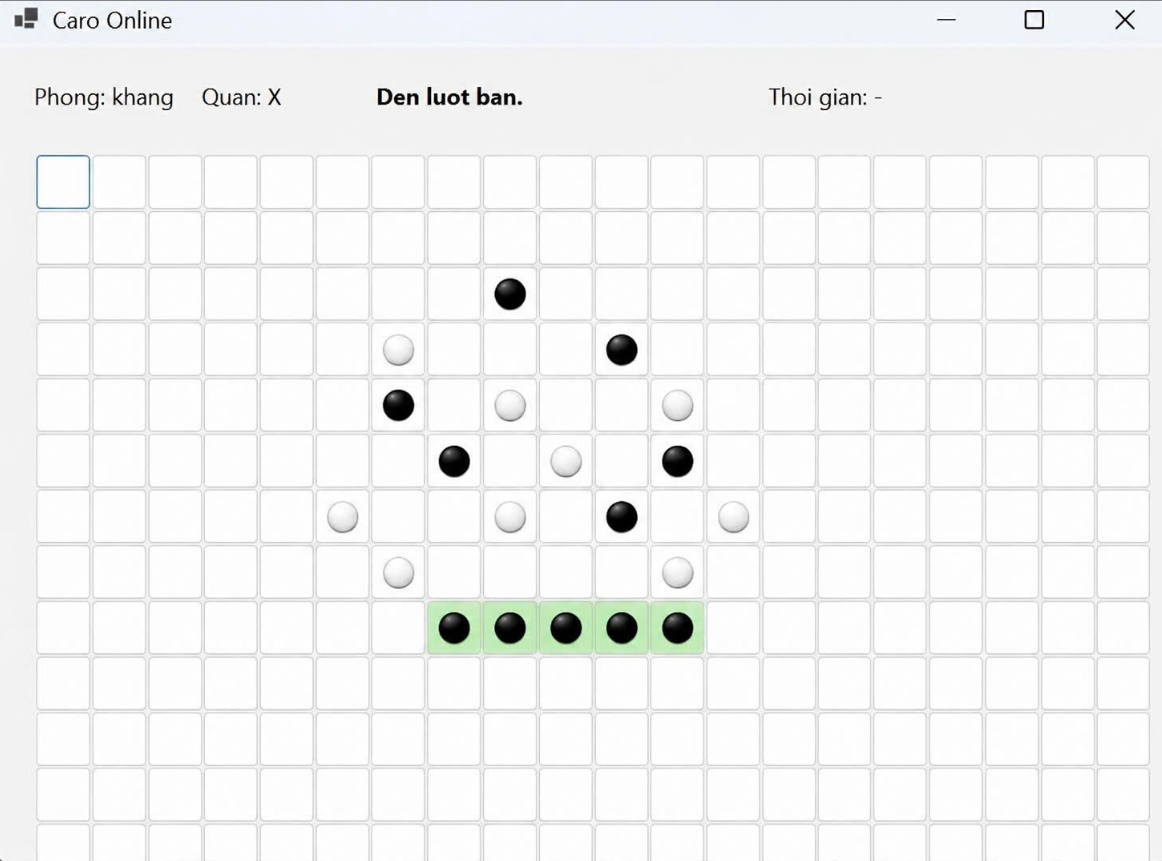 Caro Online
Phong: khang Quan: X Den luot ban. Thoi gian: -